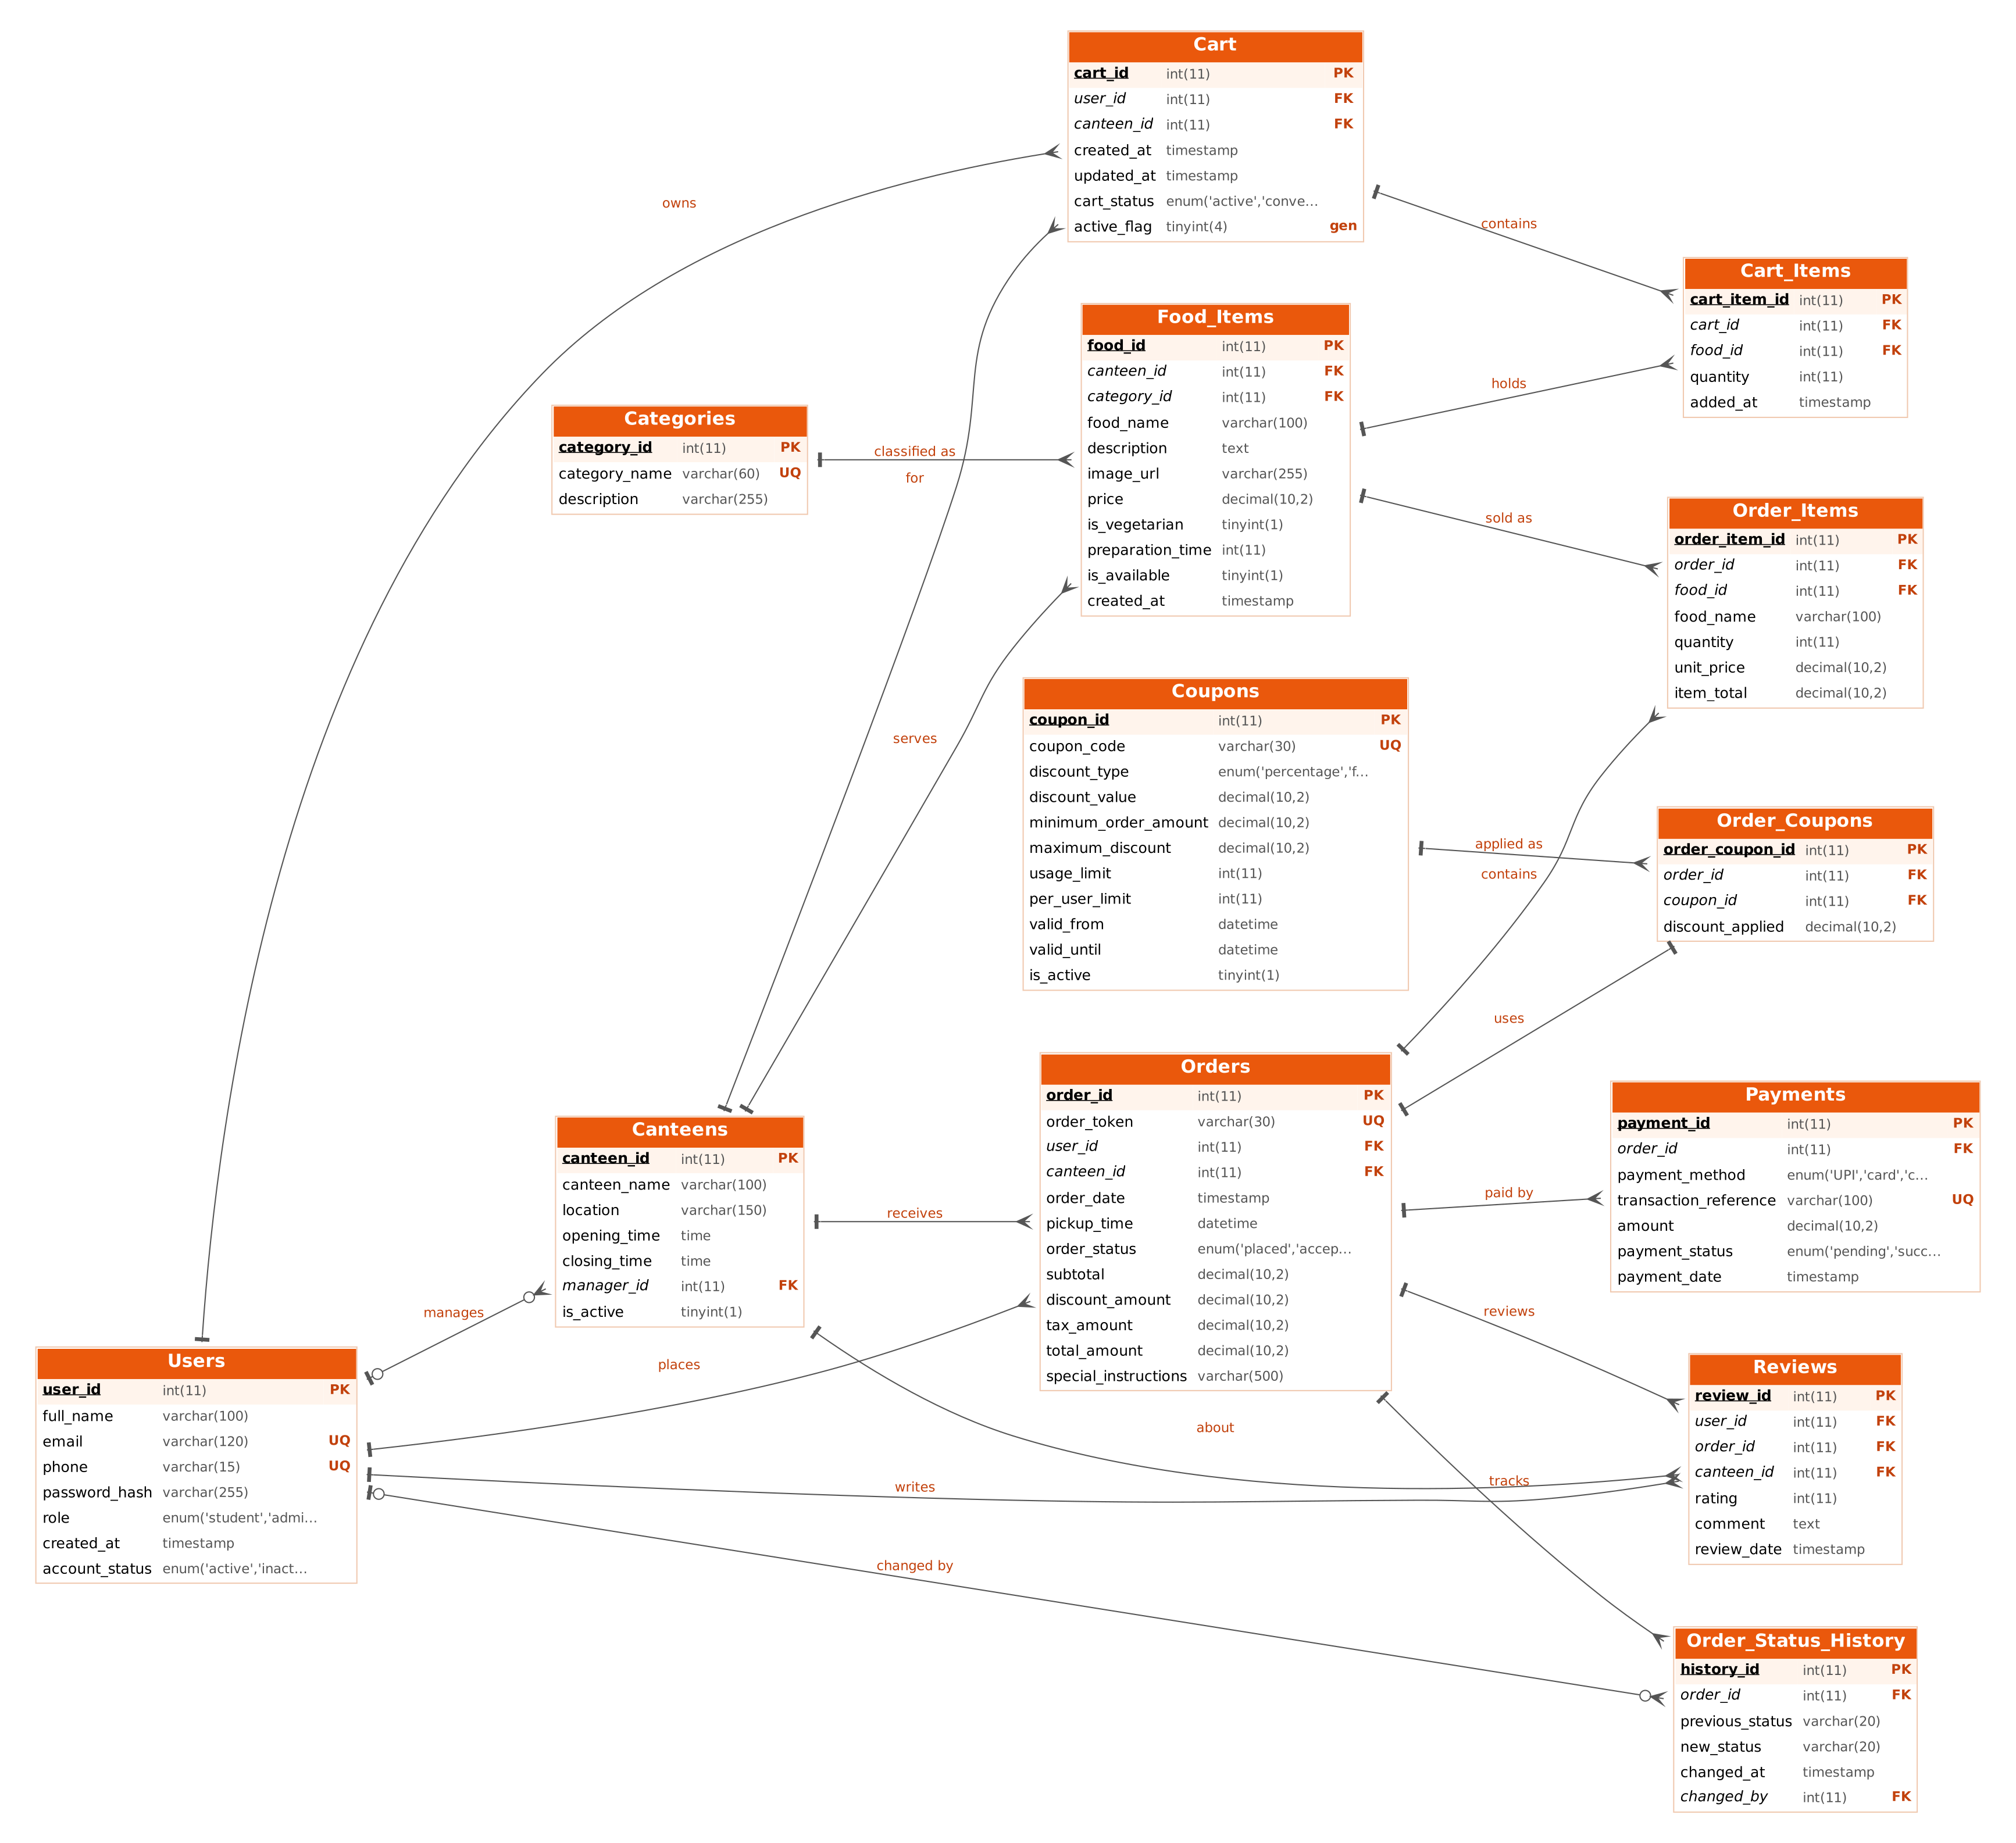 Cart
cart_id int(11) PK
user_id int(11) FK
canteen_id int(11) FK
created_at timestamp
updated_at timestamp
cart_status enum('active','conve...
active_flag tinyint(4) gen
owns
contains
Cart_Items
cart_item_id int(11) PK
cart_id int(11) FK
food_id int(11) FK
quantity int(11)
added_at timestamp
Food_Items
food_id int(11) PK
canteen_id int(11) FK
category_id int(11) FK
food_name varchar(100)
description text
image_url varchar(255)
price decimal(10,2)
is_vegetarian tinyint(1)
preparation_time int(11)
is_available tinyint(1)
created_at timestamp
holds
Categories
category_id int(11) PK
category_name varchar(60) UQ
description varchar(255)
classified as
for
sold as
Order_Items
order_item_id int(11) PK
order_id int(11) FK
food_id int(11) FK
food_name varchar(100)
quantity int(11)
unit_price decimal(10,2)
item_total decimal(10,2)
serves
Coupons
coupon_id int(11) PK
coupon_code varchar(30) UQ
discount_type enum('percentage','f...
discount_value decimal(10,2)
minimum_order_amount decimal(10,2)
maximum_discount decimal(10,2)
usage_limit int(11)
per_user_limit int(11)
valid_from datetime
valid_until datetime
is_active tinyint(1)
applied as
contains
Order_Coupons
order_coupon_id int(11) PK
order_id int(11) FK
coupon_id int(11) FK
discount_applied decimal(10,2)
uses
Orders
order_id int(11) PK
order_token varchar(30) UQ
user_id int(11) FK
canteen_id int(11) FK
order_date timestamp
pickup_time datetime
order_status enum('placed','accep...
subtotal decimal(10,2)
discount_amount decimal(10,2)
tax_amount decimal(10,2)
total_amount decimal(10,2)
special_instructions varchar(500)
Payments
payment_id int(11) PK
order_id int(11) FK
payment_method enum('UPI','card','c...
transaction_reference varchar(100) UQ
amount decimal(10,2)
payment_status enum('pending','succ...
payment_date timestamp
paid by
Canteens
canteen_id int(11) PK
canteen_name varchar(100)
location varchar(150)
opening_time time
closing_time time
manager_id int(11) FK
is_active tinyint(1)
receives
manages
reviews
Users
user_id int(11) PK
full_name varchar(100)
email varchar(120) UQ
phone varchar(15) UQ
password_hash varchar(255)
role enum('student','admi...
created_at timestamp
account_status enum('active','inact...
places
about
writes
tracks
changed by
Reviews
review_id int(11) PK
user_id int(11) FK
order_id int(11) FK
canteen_id int(11) FK
rating int(11)
comment text
review_date timestamp
Order_Status_History
history_id int(11) PK
order_id int(11) FK
previous_status varchar(20)
new_status varchar(20)
changed_at timestamp
changed_by int(11) FK